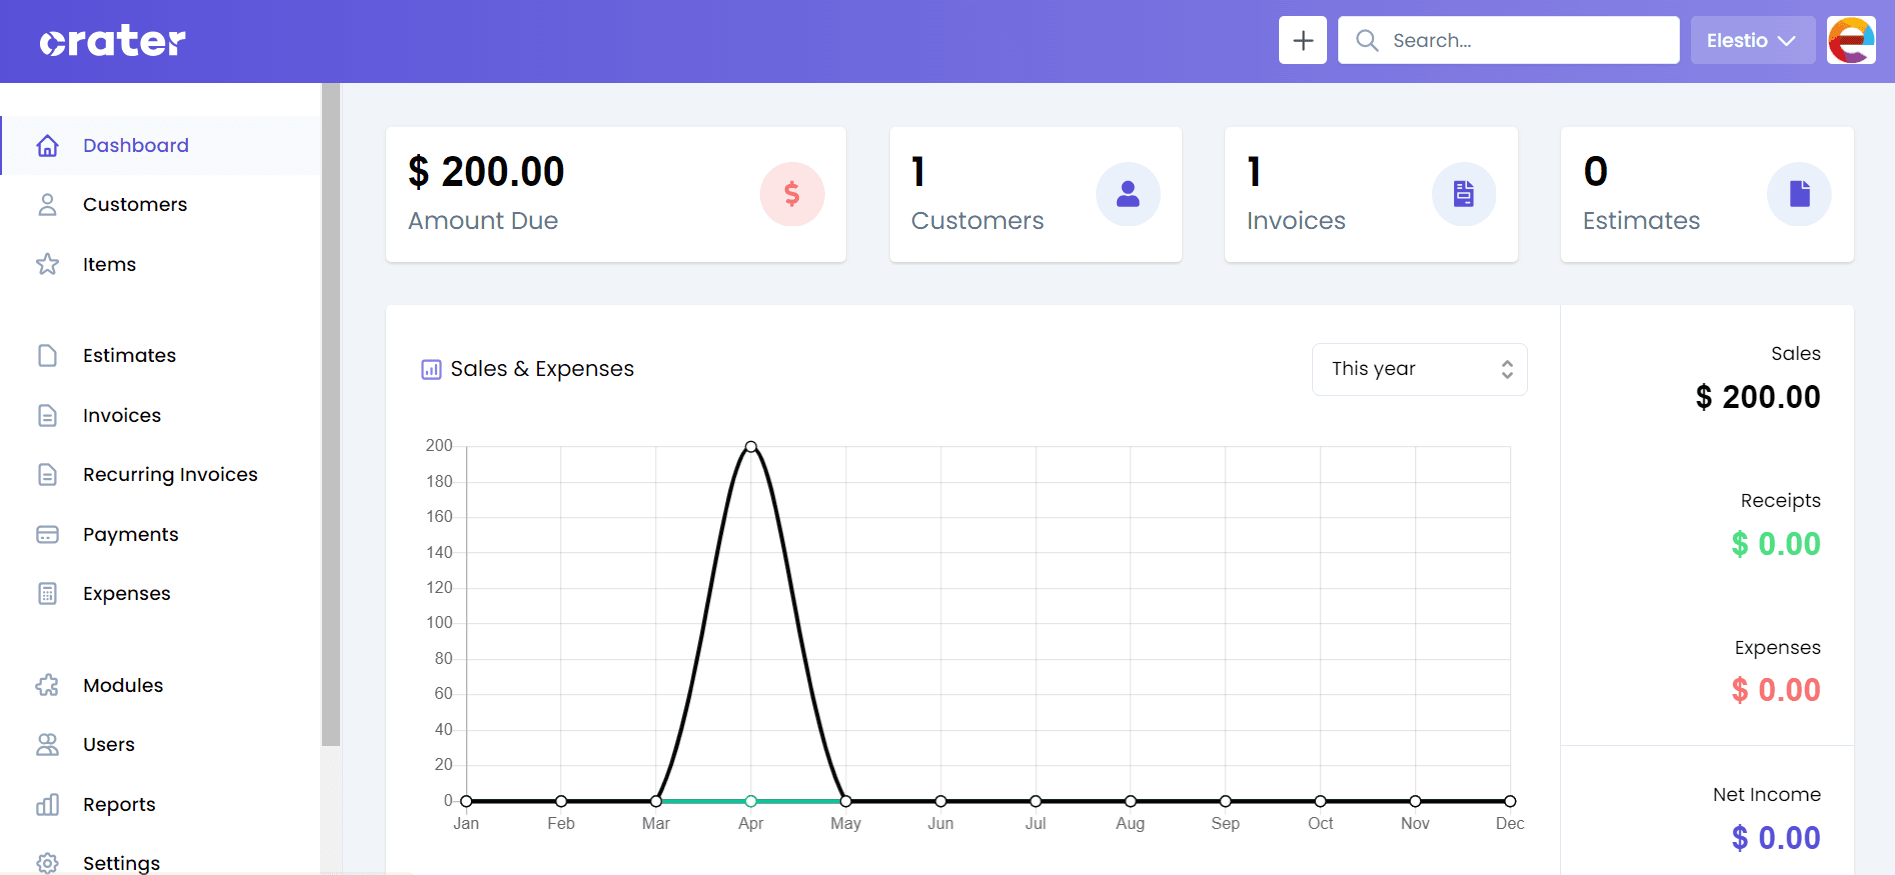 crater
Search...
Elestio
Dashboard
Customers
Items
Estimates
Invoices
Recurring Invoices
Payments
Expenses
Modules
Users
Reports
Settings
$ 200.00
Amount Due
$
1
Customers
1
Invoices
0
Estimates
Sales & Expenses
This year
200
180
160
140
120
100
80
60
40
20
0
Jan Feb Mar Apr May Jun Jul Aug Sep Oct Nov Dec
Sales
$ 200.00
Receipts
$ 0.00
Expenses
$ 0.00
Net Income
$ 0.00